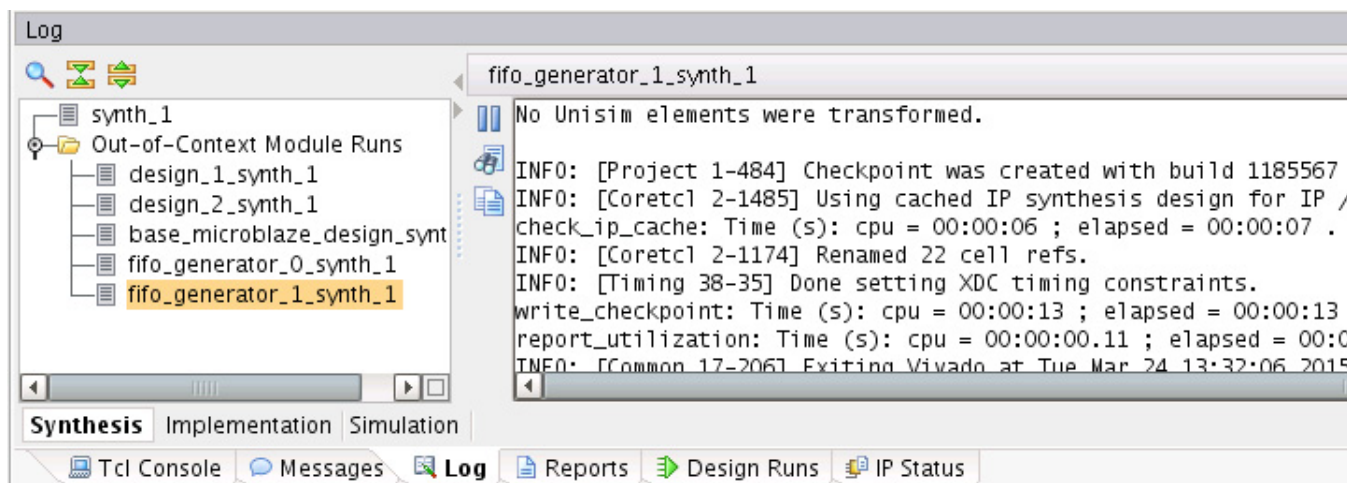 Log
fifo_generator_1_synth_1
synth_1
Out-of-Context Module Runs
design_1_synth_1
design_2_synth_1
base_microblaze_design_synt
fifo_generator_0_synth_1
fifo_generator_1_synth_1
No Unisim elements were transformed.
INFO: [Project 1-484] Checkpoint was created with build 1185567
INFO: [Coretcl 2-1485] Using cached IP synthesis design for IP /
check_ip_cache: Time (s): cpu = 00:00:06 ; elapsed = 00:00:07 .
INFO: [Coretcl 2-1174] Renamed 22 cell refs.
INFO: [Timing 38-35] Done setting XDC timing constraints.
write_checkpoint: Time (s): cpu = 00:00:13 ; elapsed = 00:00:13
report_utilization: Time (s): cpu = 00:00:00.11 ; elapsed = 00:0
INFO: [Common 17-206] Exiting Vivado at Tue Mar 24 13:32:06 2015
Synthesis Implementation Simulation
Tcl Console Messages Log Reports Design Runs IP Status